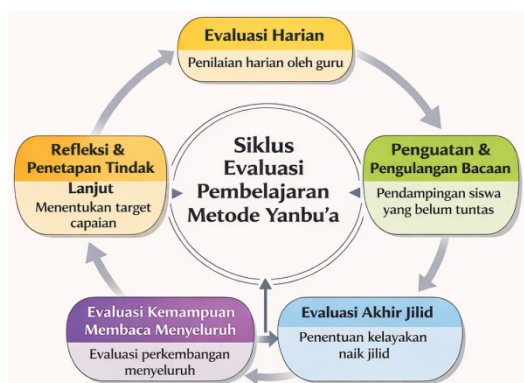 Evaluasi Harian
Penilaian harian oleh guru
Siklus
Evaluasi
Pembelajaran
Metode Yanbu'a
Penguatan &
Pengulangan Bacaan
Pendampingan siswa
yang belum tuntas
Evaluasi Akhir Jilid
Penentuan kelayakan
naik jilid
Evaluasi Kemampuan
Membaca Menyeluruh
Evaluasi perkembangan
menyeluruh
Refleksi &
Penetapan Tindak
Lanjut
Menentukan target
capaian